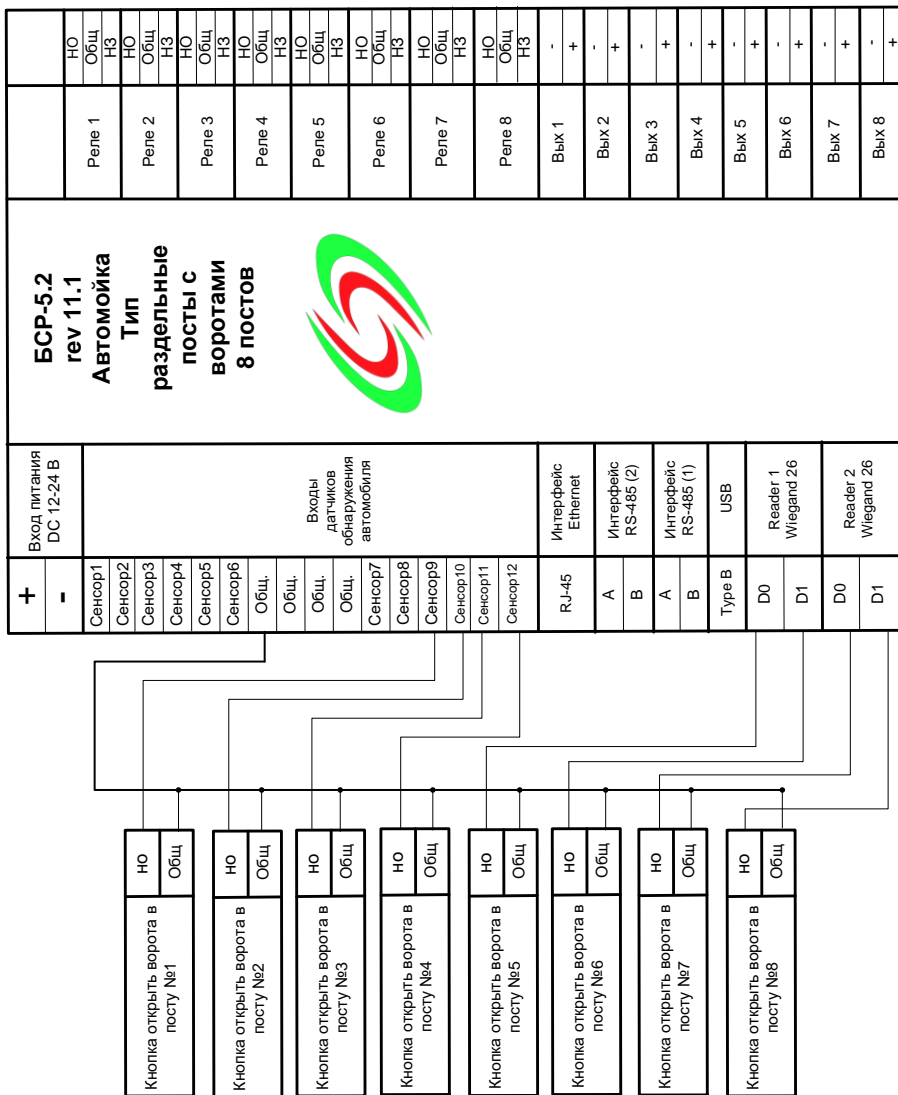 НО
Общ
НЗ
НО
Общ
НЗ
НО
Общ
НЗ
НО
Общ
НЗ
НО
Общ
НЗ
НО
Общ
НЗ
НО
Общ
НЗ
НО
Общ
НЗ
-
+
-
+
-
+
-
+
-
+
-
+
-
+
-
+
Реле 1
Реле 2
Реле 3
Реле 4
Реле 5
Реле 6
Реле 7
Реле 8
Вых 1
Вых 2
Вых 3
Вых 4
Вых 5
Вых 6
Вых 7
Вых 8
БСР-5.2
rev 11.1
Автомойка
Тип
раздельные
посты с
воротами
8 постов
Вход питания
DC 12-24 В
Входы
датчиков
обнаружения
автомобиля
Интерфейс
Ethernet
Интерфейс
RS-485 (2)
Интерфейс
RS-485 (1)
USB
Reader 1
Wiegand 26
Reader 2
Wiegand 26
+
-
Сенсор1
Сенсор2
Сенсор3
Сенсор4
Сенсор5
Сенсор6
Общ.
Общ.
Общ.
Общ.
Сенсор7
Сенсор8
Сенсор9
Сенсор10
Сенсор11
Сенсор12
RJ-45
A
B
A
B
Type B
D0
D1
D0
D1
но
Общ
но
Общ
но
Общ
но
Общ
но
Общ
но
Общ
но
Общ
но
Общ
Кнопка открыть ворота в
посту №1
Кнопка открыть ворота в
посту №2
Кнопка открыть ворота в
посту №3
Кнопка открыть ворота в
посту №4
Кнопка открыть ворота в
посту №5
Кнопка открыть ворота в
посту №6
Кнопка открыть ворота в
посту №7
Кнопка открыть ворота в
посту №8